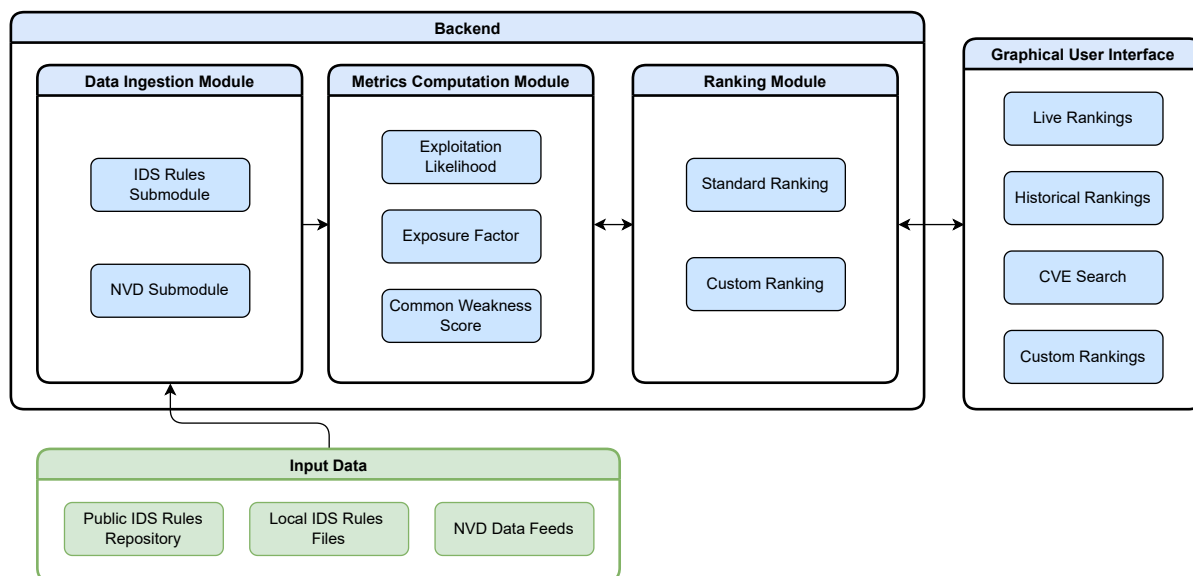 Backend
Data Ingestion Module
IDS Rules
Submodule
NVD Submodule
Metrics Computation Module
Exploitation
Likelihood
Exposure Factor
Common Weakness
Score
Ranking Module
Standard Ranking
Custom Ranking
Graphical User Interface
Live Rankings
Historical Rankings
CVE Search
Custom Rankings
Input Data
Public IDS Rules
Repository
Local IDS Rules
Files
NVD Data Feeds